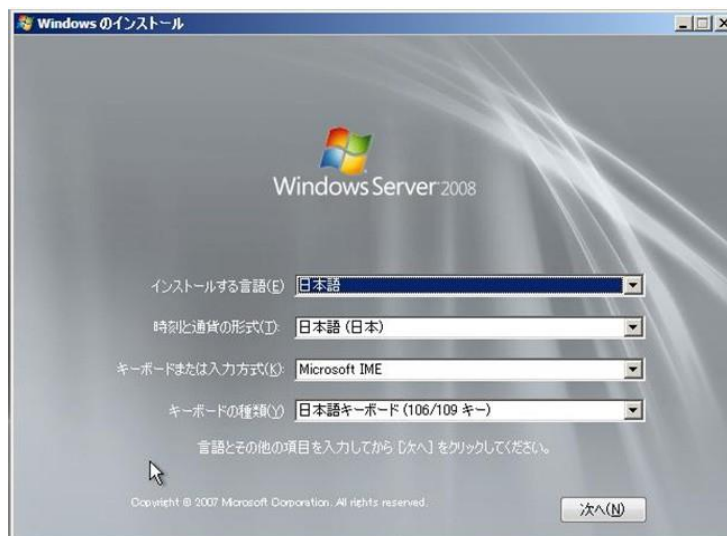 Windows のインストール
Windows Server 2008
インストールする言語(E) 日本語
時刻と通貨の形式(T): 日本語 (日本)
キーボードまたは入力方式(K): Microsoft IME
キーボードの種類(Y) 日本語キーボード (106/109 キー)
言語とその他の項目を入力してから [次へ] をクリックしてください。
Copyright © 2007 Microsoft Corporation. All rights reserved.
次へ(N)